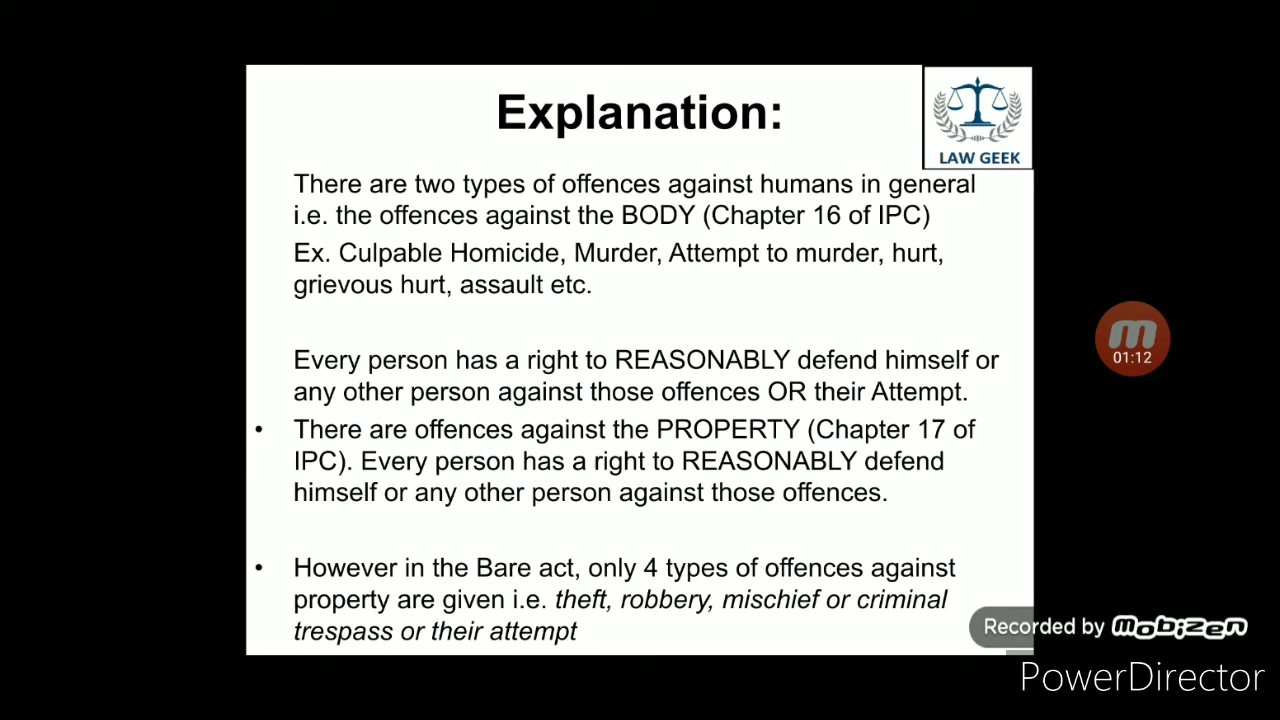 Explanation:
LAW GEEK
There are two types of offences against humans in general
i.e. the offences against the BODY (Chapter 16 of IPC)
Ex. Culpable Homicide, Murder, Attempt to murder, hurt,
grievous hurt, assault etc.
Every person has a right to REASONABLY defend himself or
any other person against those offences OR their Attempt.
• There are offences against the PROPERTY (Chapter 17 of
IPC). Every person has a right to REASONABLY defend
himself or any other person against those offences.
• However in the Bare act, only 4 types of offences against
property are given i.e. theft, robbery, mischief or criminal
trespass or their attempt
01:12
Recorded by mobizen
PowerDirector